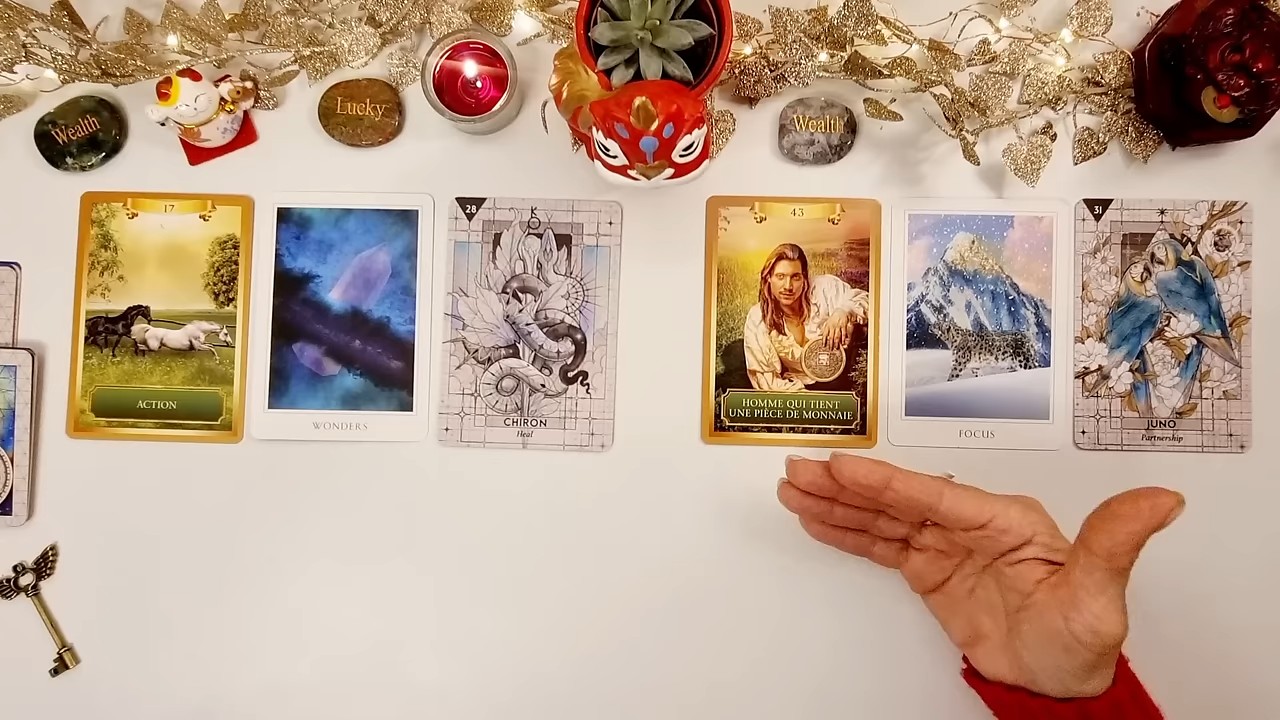 Wealth
Lucky
Wealth
17
ACTION
WONDERS
28
CHIRON
Heal
43
HOMME QUI TIENT
UNE PIÈCE DE MONNAIE
FOCUS
31
JUNO
Partnership